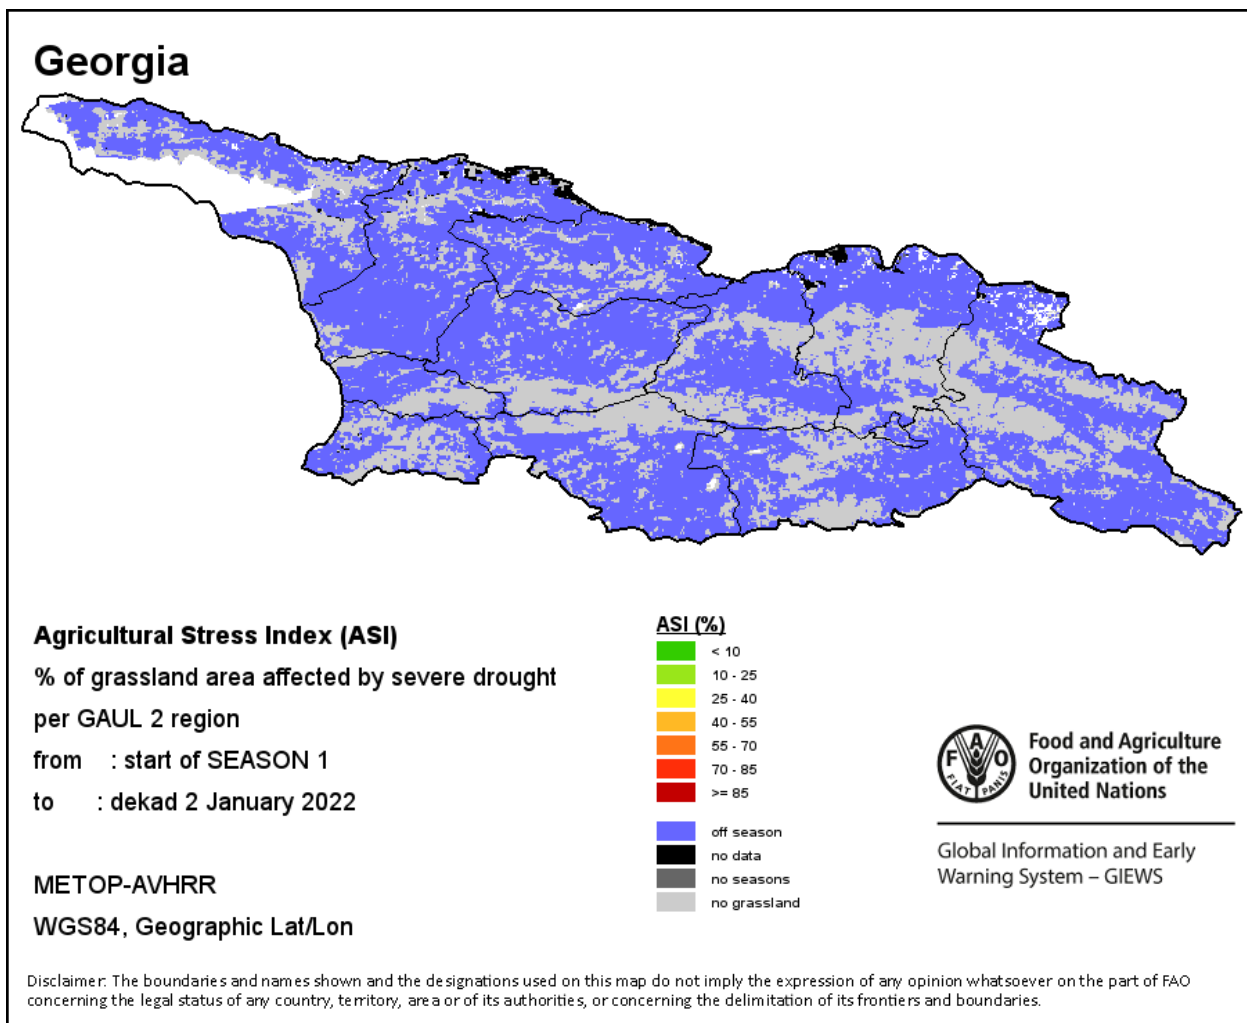 Georgia
Agricultural Stress Index (ASI)
% of grassland area affected by severe drought
per GAUL 2 region
from : start of SEASON 1
to : dekad 2 January 2022
METOP-AVHRR
WGS84, Geographic Lat/Lon
ASI (%)
< 10
10 - 25
25 - 40
40 - 55
55 - 70
70 - 85
>= 85
off season
no data
no seasons
no grassland
F A O
FIAT PANIS
Food and Agriculture
Organization of the
United Nations
Global Information and Early
Warning System – GIEWS
Disclaimer: The boundaries and names shown and the designations used on this map do not imply the expression of any opinion whatsoever on the part of FAO
concerning the legal status of any country, territory, area or of its authorities, or concerning the delimitation of its frontiers and boundaries.